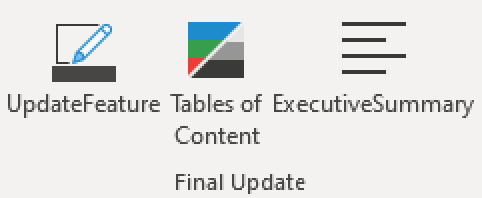 UpdateFeature Tables of ExecutiveSummary
Content
Final Update